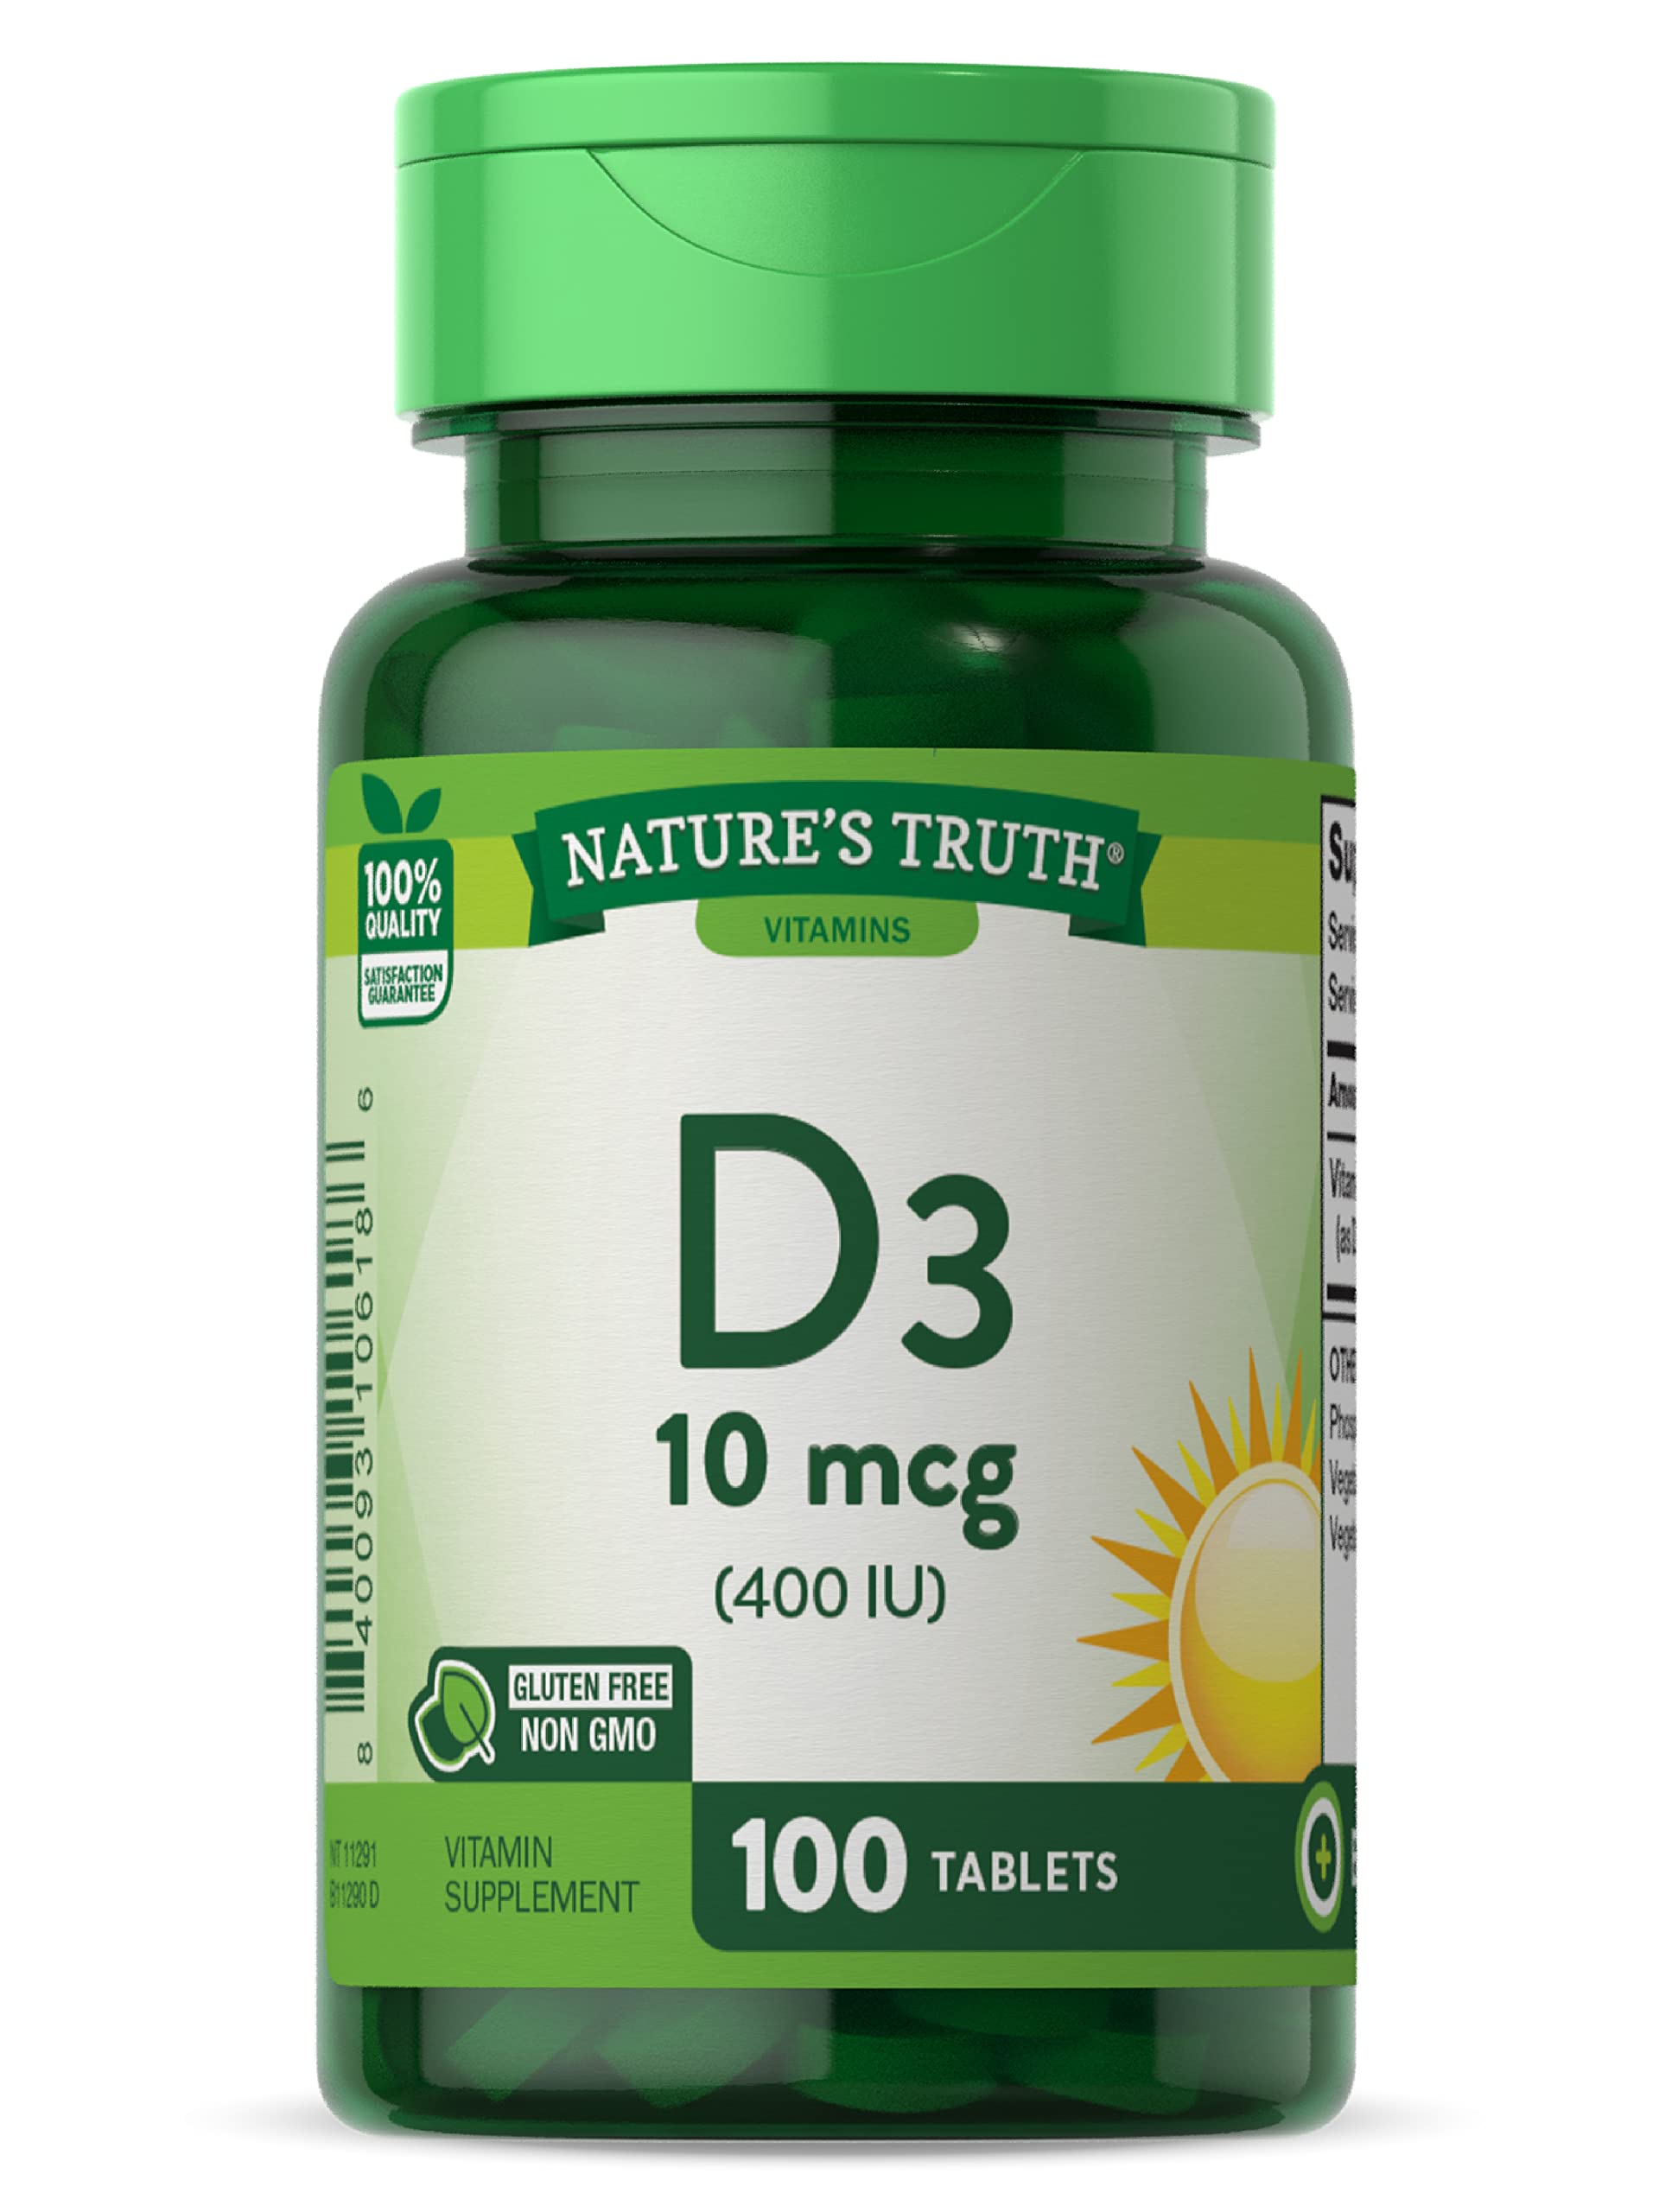 NATURE'S TRUTH®
VITAMINS
100%
QUALITY
SATISFACTION
GUARANTEE
D3
10 mcg
(400 IU)
GLUTEN FREE
NON GMO
VITAMIN
SUPPLEMENT
100 TABLETS
8 40093 10618 6
NT 11291
B11290 D